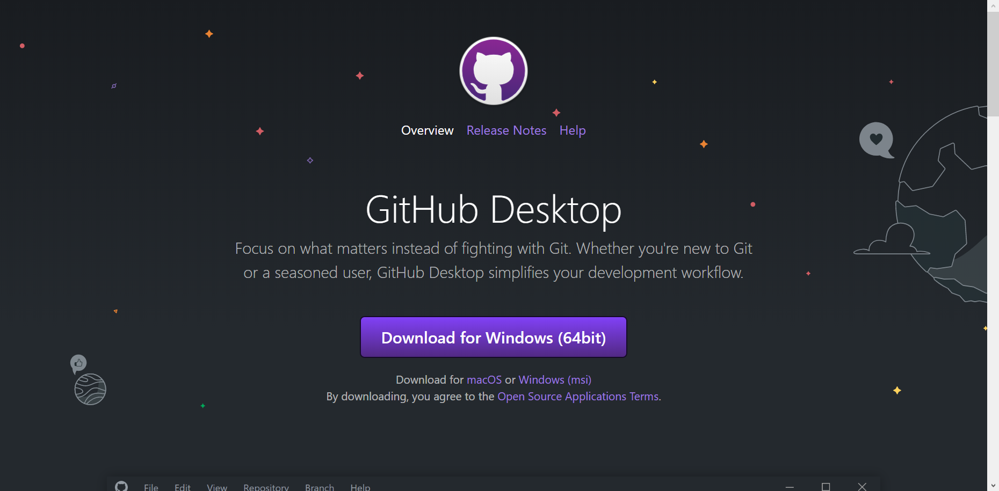 Overview Release Notes Help
GitHub Desktop
Focus on what matters instead of fighting with Git. Whether you're new to Git
or a seasoned user, GitHub Desktop simplifies your development workflow.
Download for Windows (64bit)
Download for macOS or Windows (msi)
By downloading, you agree to the Open Source Applications Terms.
File Edit View Repository Branch Help